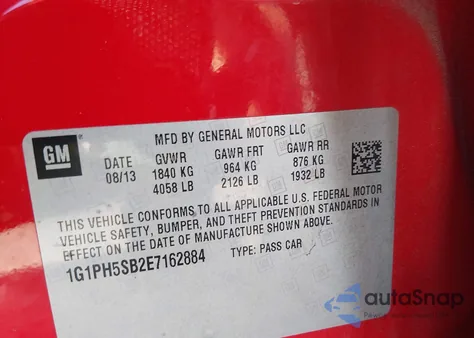 MFD BY GENERAL MOTORS LLC
GM
DATE GVWR GAWR FRT GAWR RR
08/13 1840 KG 964 KG 876 KG
4058 LB 2126 LB 1932 LB
THIS VEHICLE CONFORMS TO ALL APPLICABLE U.S. FEDERAL MOTOR
VEHICLE SAFETY, BUMPER, AND THEFT PREVENTION STANDARDS IN
EFFECT ON THE DATE OF MANUFACTURE SHOWN ABOVE.
1G1PH5SB2E7162884 TYPE: PASS CAR
autoSnap